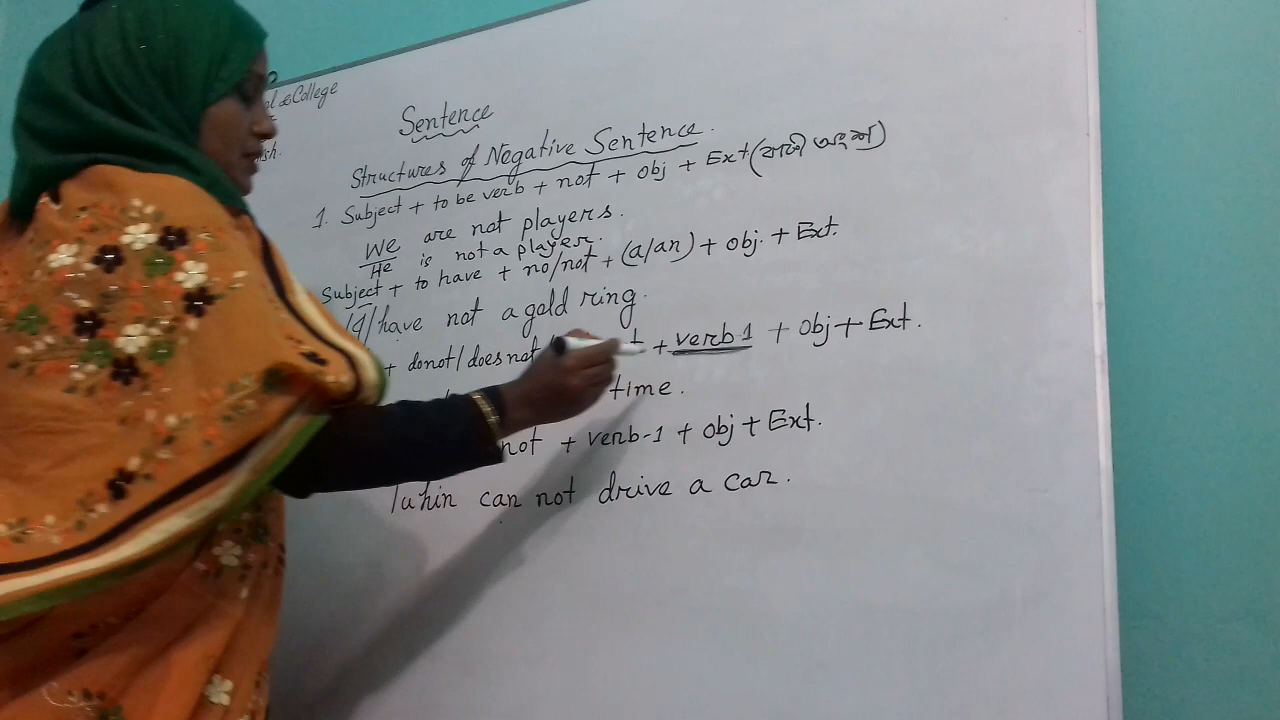 & College
Sentence
Structures of Negative Sentence.
1. Subject + to be verb + not + obj + Ext (বাকী অংশ)
We are not players.
He is not a player.
Subject + to have + no/not + (a/an) + obj. + Ext.
have not a gold ring.
+ donot/does not + verb-1 + obj + Ext.
time.
not + verb-1 + obj + Ext.
can not drive a car.